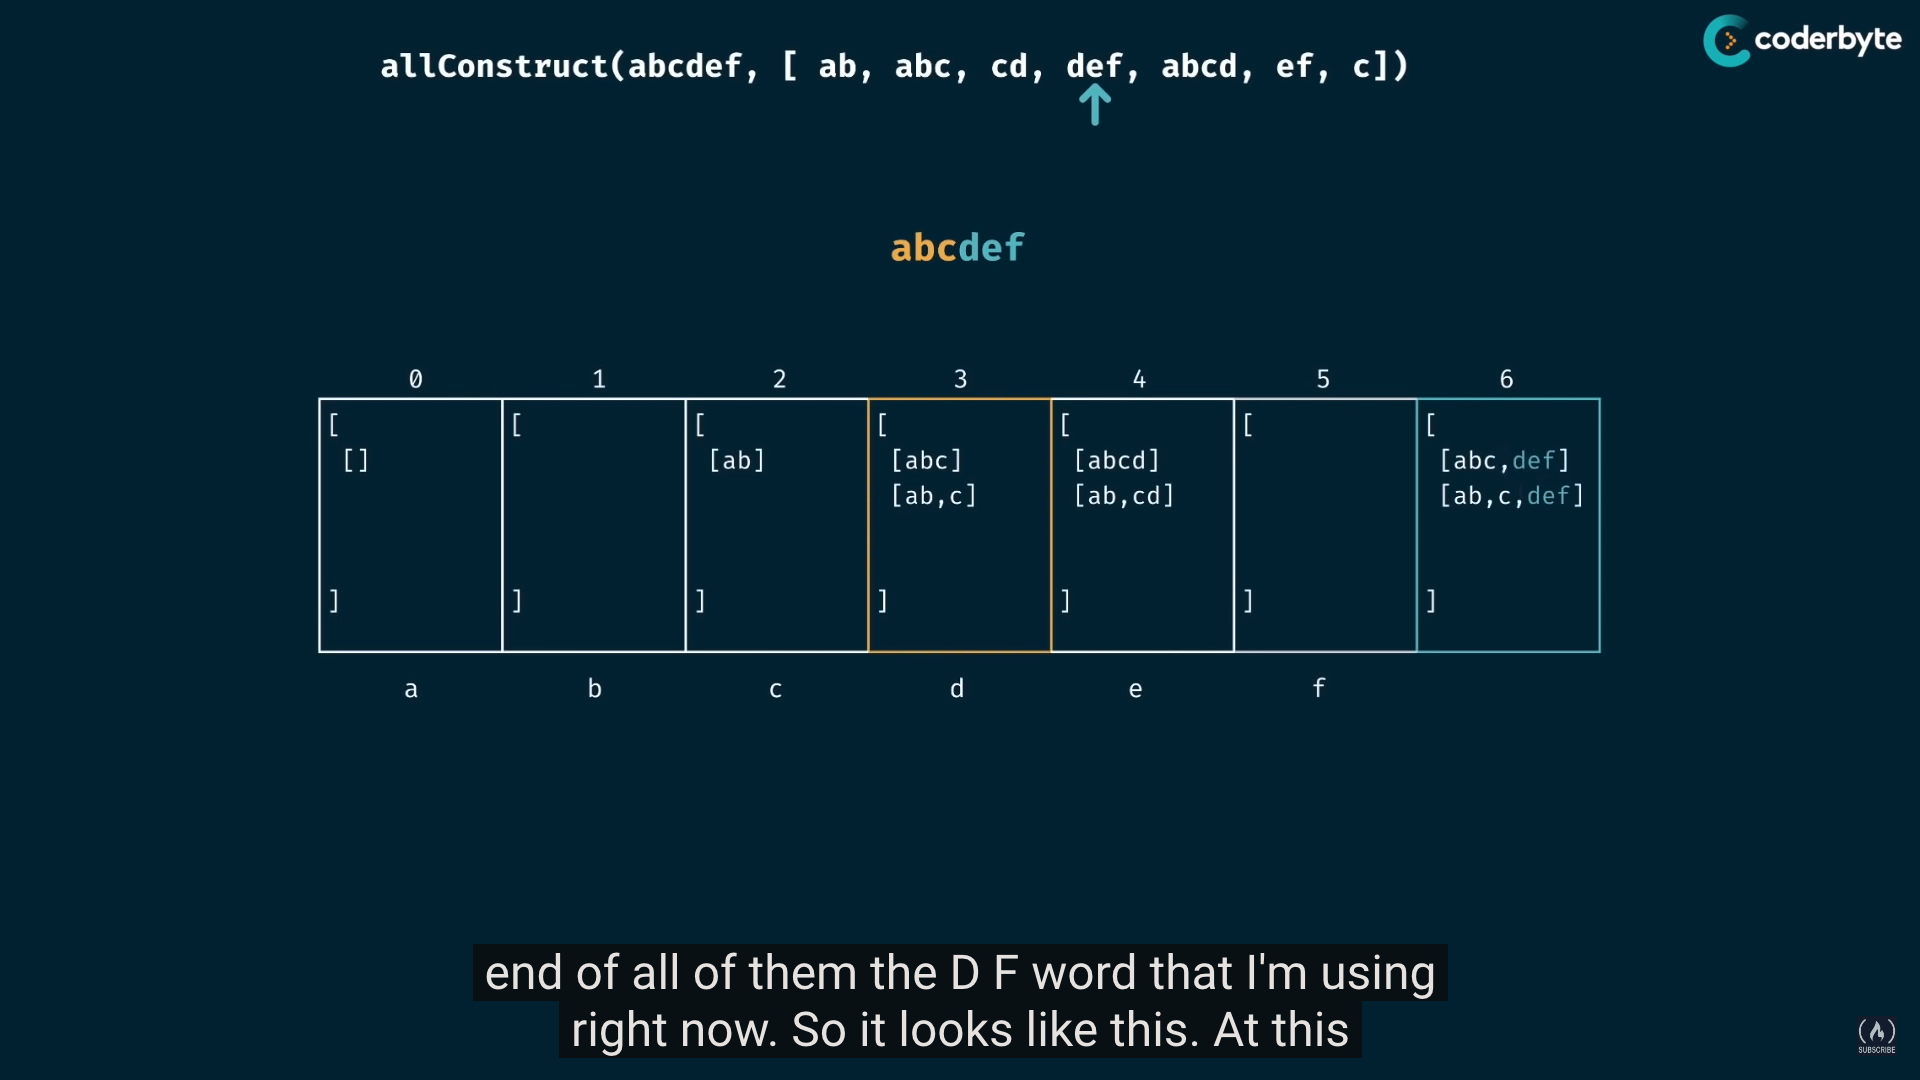 coderbyte
allConstruct(abcdef, [ ab, abc, cd, def, abcd, ef, c])
abcdef
0 1 2 3 4 5 6
[ [ [ [ [ [ [
[] [ab] [abc] [abcd] [abc,def]
[ab,c] [ab,cd] [ab,c,def]
] ] ] ] ] ] ]
a b c d e f
end of all of them the D F word that I'm using
right now. So it looks like this. At this
SUBSCRIBE